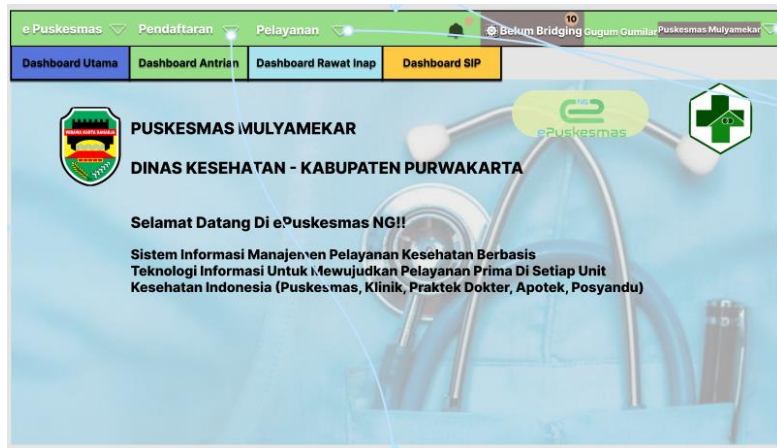 e Puskesmas Pendaftaran Pelayanan 10 Belum Bridging Gugum Gumilar Puskesmas Mulyamekar
Dashboard Utama Dashboard Antrian Dashboard Rawat Inap Dashboard SIP
ePuskesmas
PUSKESMAS MULYAMEKAR
DINAS KESEHATAN - KABUPATEN PURWAKARTA
Selamat Datang Di ePuskesmas NG!!
Sistem Informasi Manajemen Pelayanan Kesehatan Berbasis
Teknologi Informasi Untuk Mewujudkan Pelayanan Prima Di Setiap Unit
Kesehatan Indonesia (Puskesmas, Klinik, Praktek Dokter, Apotek, Posyandu)